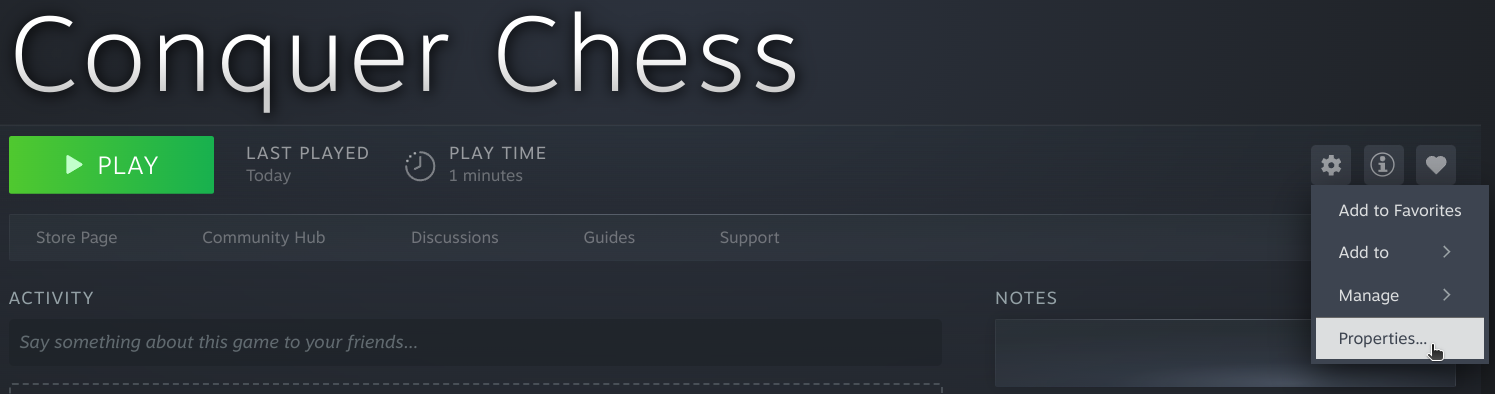 Conquer Chess
PLAY
LAST PLAYED
Today
PLAY TIME
1 minutes
Add to Favorites
Add to
Manage
Properties...
Store Page
Community Hub
Discussions
Guides
Support
ACTIVITY
Say something about this game to your friends...
NOTES